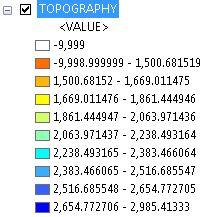 TOPOGRAPHY
<VALUE>
-9,999
-9,998.999999 - 1,500.681519
1,500.68152 - 1,669.011475
1,669.011476 - 1,861.444946
1,861.444947 - 2,063.971436
2,063.971437 - 2,238.493164
2,238.493165 - 2,383.466064
2,383.466065 - 2,516.685547
2,516.685548 - 2,654.772705
2,654.772706 - 2,985.41333